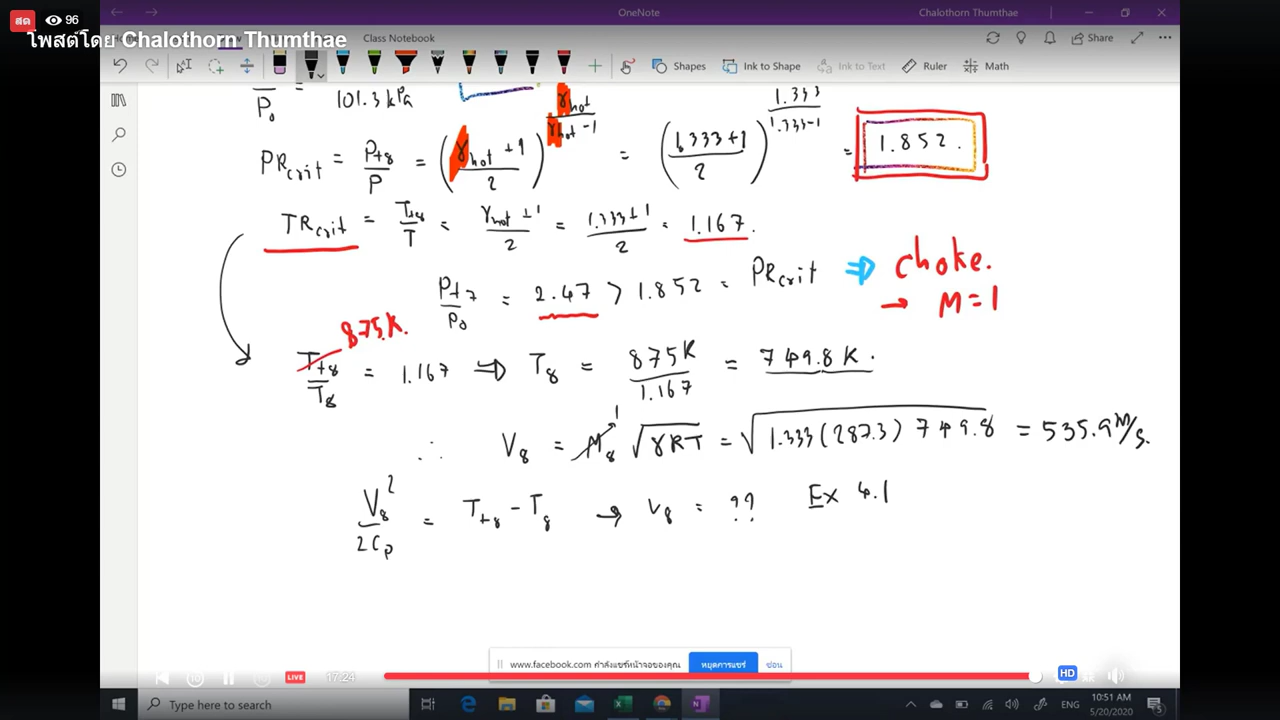 สด 96
OneNote
Chalothorn Thumthae
โพสต์โดย Chalothorn Thumthae
Class Notebook
Share
Shapes
Ink to Shape
Ink to Text
Ruler
Math
P₀ = 101.3 kPa
PRcrit = Pt8/P = ((γhot + 1)/2)^(γhot/(γhot-1)) = ((1.333+1)/2)^(1.333/(1.333-1)) = 1.852.
TRcrit = Tt8/T = (γhot + 1)/2 = (1.333+1)/2 = 1.167.
Pt7/P₀ = 2.47 > 1.852 = PRcrit ⇒ choke.
→ M=1
875K.
Tt8/T8 = 1.167 ⇒ T8 = 875K/1.167 = 749.8 K.
∴ V8 = M8 √γRT = √1.333(287.3) 749.8 = 535.9 m/s.
1
V8²/2Cp = Tt8 - T8 → V8 = ?? Ex 4.1
www.facebook.com กำลังแชร์หน้าจอของคุณ
หยุดการแชร์
ซ่อน
LIVE
17:24
HD
Type here to search
ENG
10:51 AM
5/20/2020
5